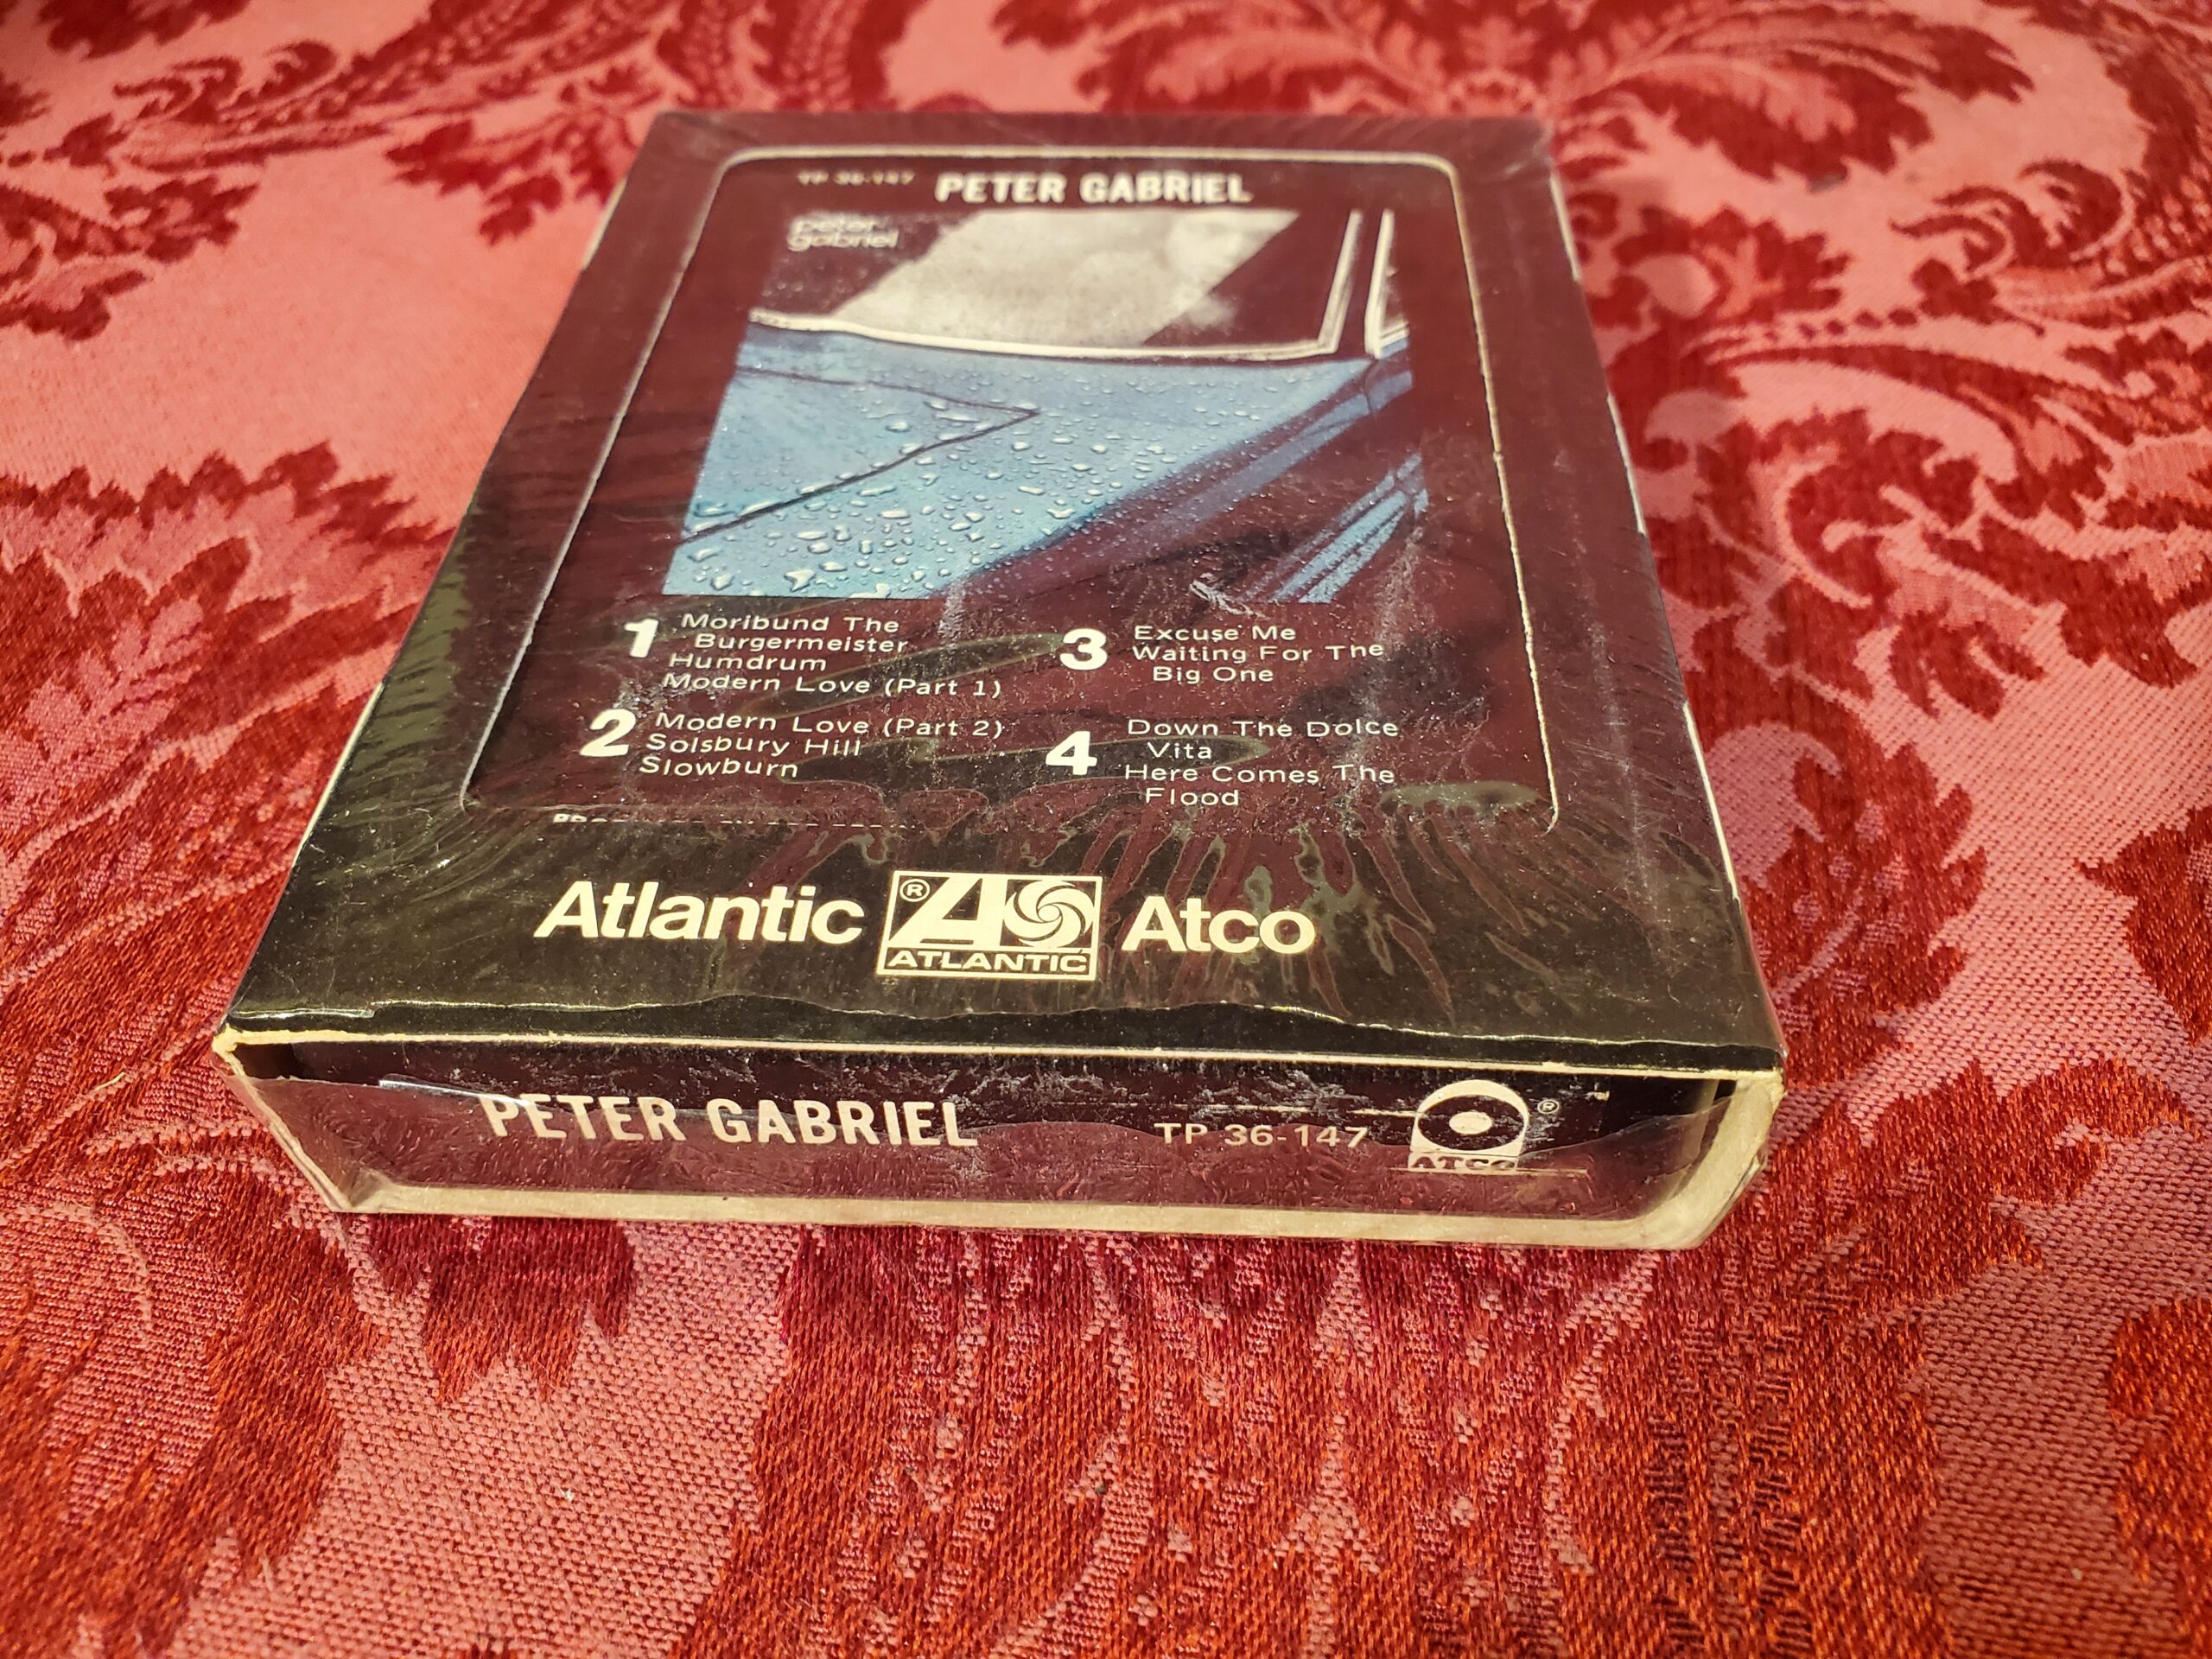 TP 36-147 PETER GABRIEL
peter
gabriel
1 Moribund The
Burgermeister
Humdrum
Modern Love (Part 1)
2 Modern Love (Part 2)
Solsbury Hill
Slowburn
3 Excuse Me
Waiting For The
Big One
4 Down The Dolce
Vita
Here Comes The
Flood
Atlantic ® ATLANTIC Atco
PETER GABRIEL TP 36-147 ATCO ®